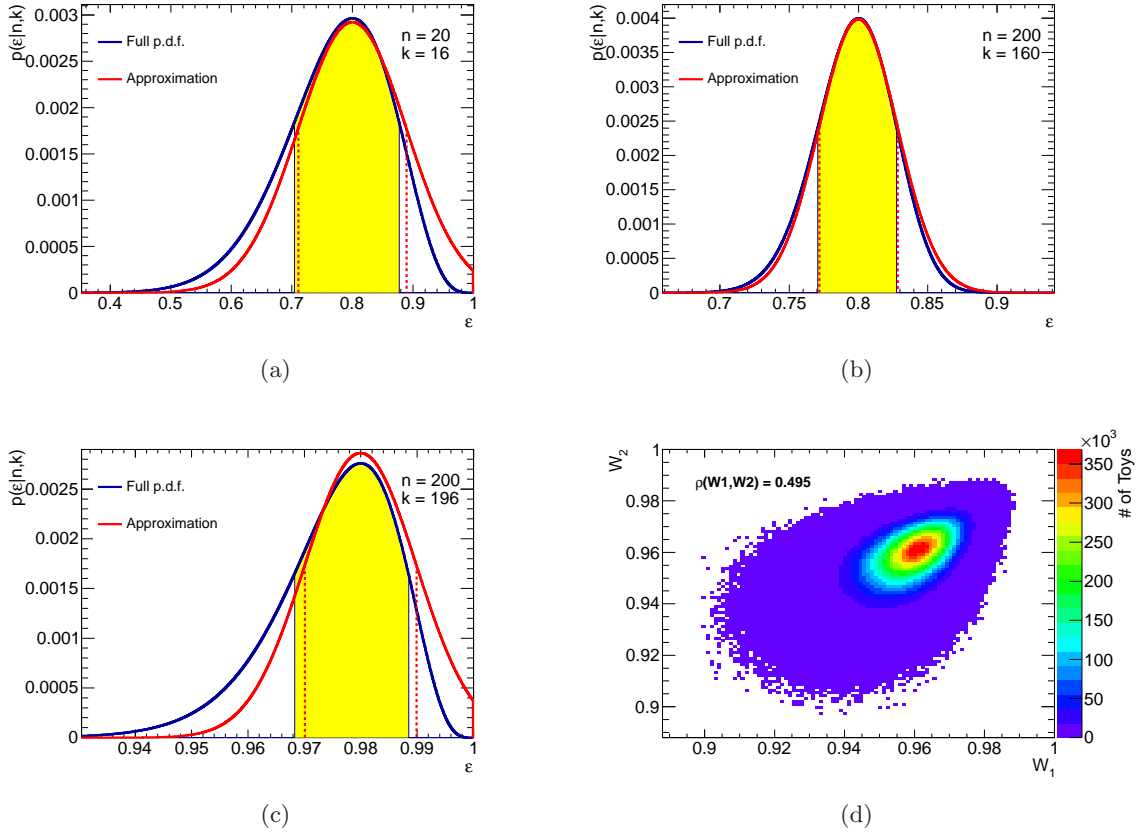 p(ε|n,k)
Full p.d.f.
Approximation
n = 20
k = 16
0.003
0.0025
0.002
0.0015
0.001
0.0005
0
0.4 0.5 0.6 0.7 0.8 0.9 1
ε
(a)
p(ε|n,k)
Full p.d.f.
Approximation
n = 200
k = 160
0.004
0.0035
0.003
0.0025
0.002
0.0015
0.001
0.0005
0
0.7 0.75 0.8 0.85 0.9
ε
(b)
p(ε|n,k)
Full p.d.f.
Approximation
n = 200
k = 196
0.0025
0.002
0.0015
0.001
0.0005
0
0.94 0.95 0.96 0.97 0.98 0.99 1
ε
(c)
W₂
ρ(W1,W2) = 0.495
1
0.98
0.96
0.94
0.92
0.9
0.9 0.92 0.94 0.96 0.98 1
W₁
×10³
# of Toys
350
300
250
200
150
100
50
0
(d)